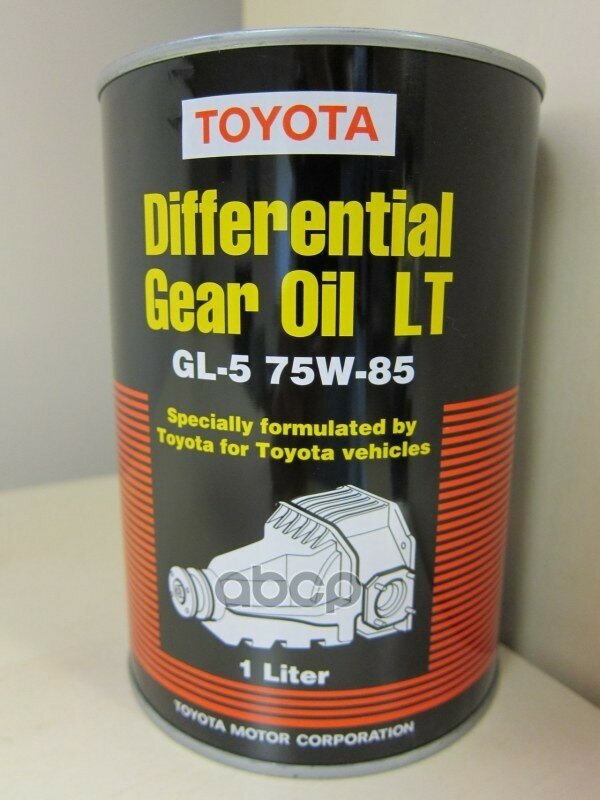 TOYOTA
Differential
Gear Oil LT
GL-5 75W-85
Specially formulated by
Toyota for Toyota vehicles
abcp
1 Liter
TOYOTA MOTOR CORPORATION